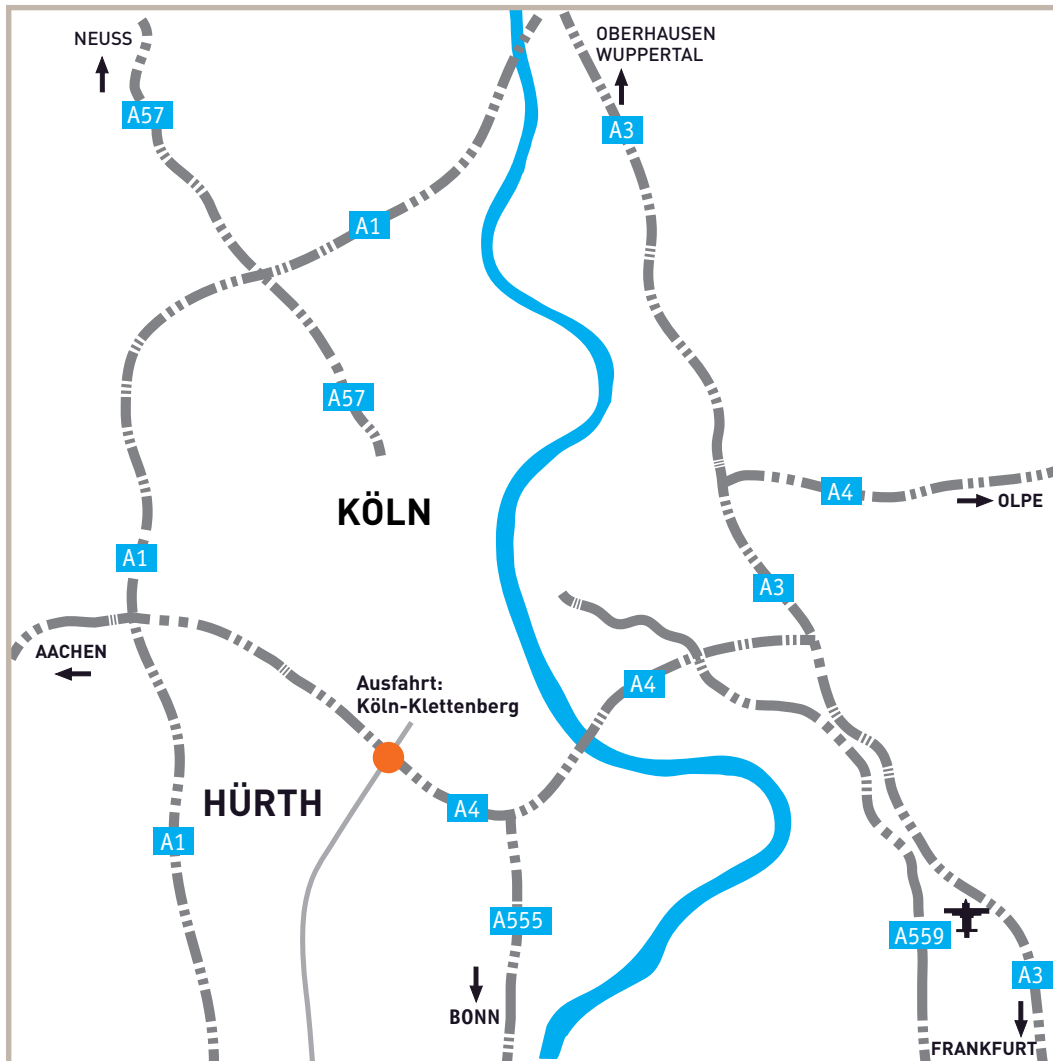 NEUSS
OBERHAUSEN
WUPPERTAL
A57
A3
A1
A57
A4
OLPE
KÖLN
A1
A3
AACHEN
Ausfahrt:
Köln-Klettenberg
A4
HÜRTH
A4
A1
A555
A559
A3
BONN
FRANKFURT